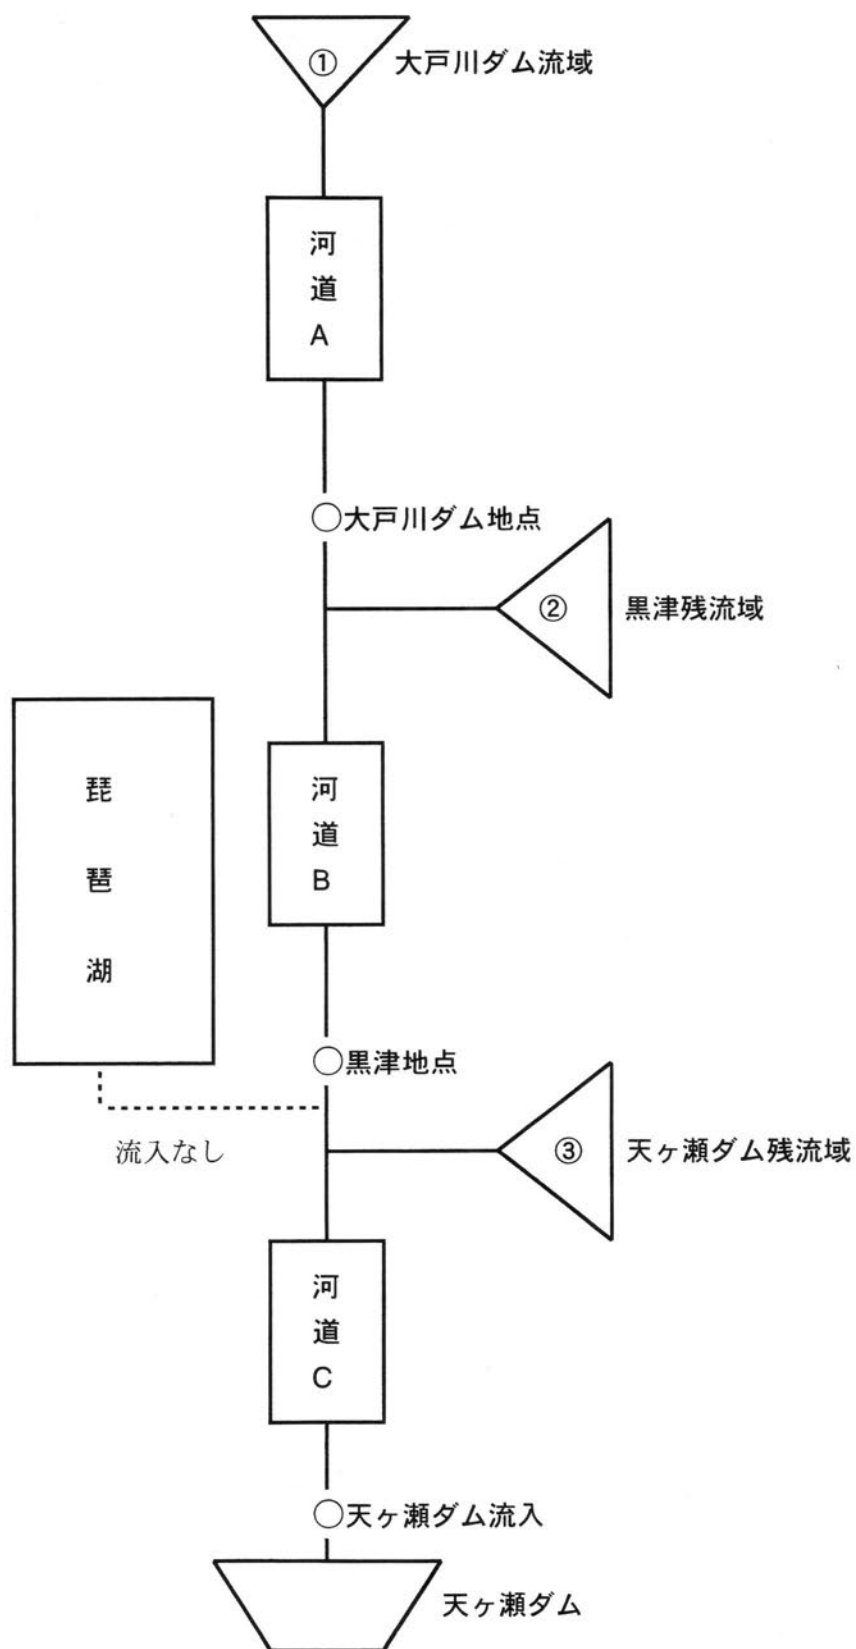 ①
大戸川ダム流域
河道A
大戸川ダム地点
②
黒津残流域
琵琶湖
河道B
黒津地点
流入なし
③
天ヶ瀬ダム残流域
河道C
天ヶ瀬ダム流入
天ヶ瀬ダム